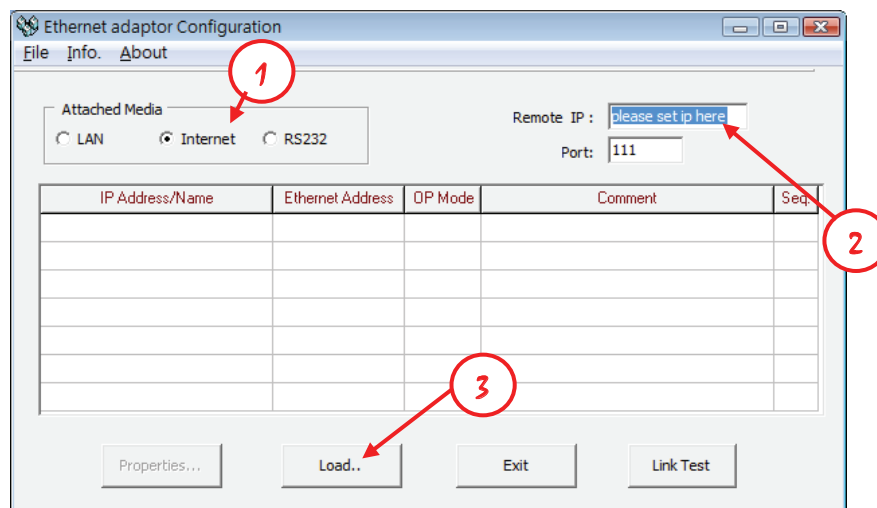 Ethernet adaptor Configuration
File Info. About
1
Attached Media
LAN Internet RS232
Remote IP : please set ip here
Port: 111
IP Address/Name Ethernet Address OP Mode Comment Seq.
2
3
Properties... Load.. Exit Link Test